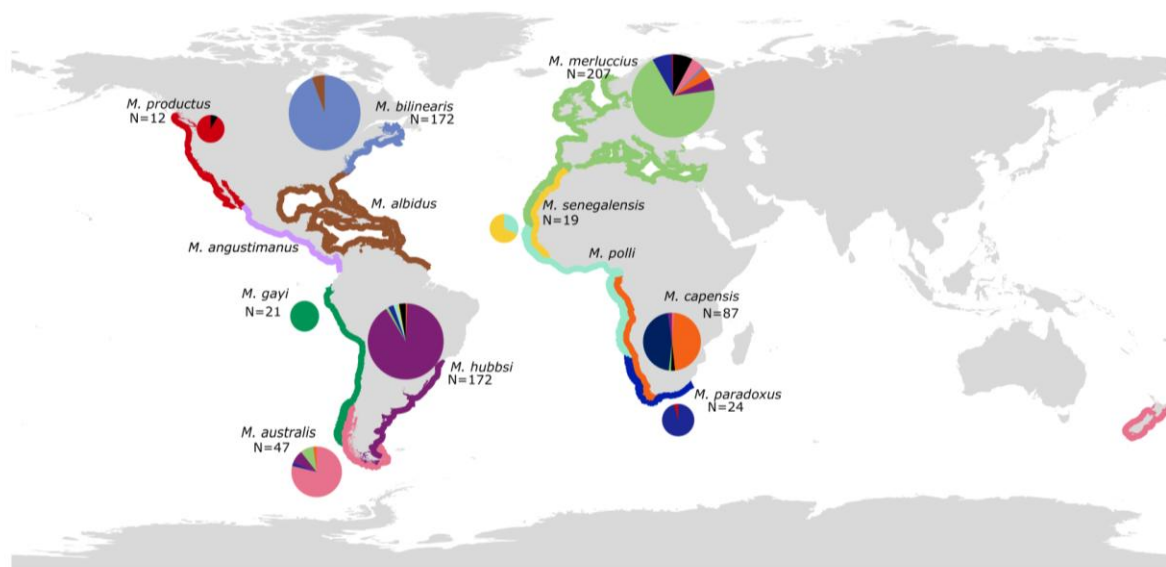 M. productus
N=12
M. bilinearis
N=172
M. albidus
M. angustimanus
M. gayi
N=21
M. hubbsi
N=172
M. australis
N=47
M. merluccius
N=207
M. senegalensis
N=19
M. polli
M. capensis
N=87
M. paradoxus
N=24